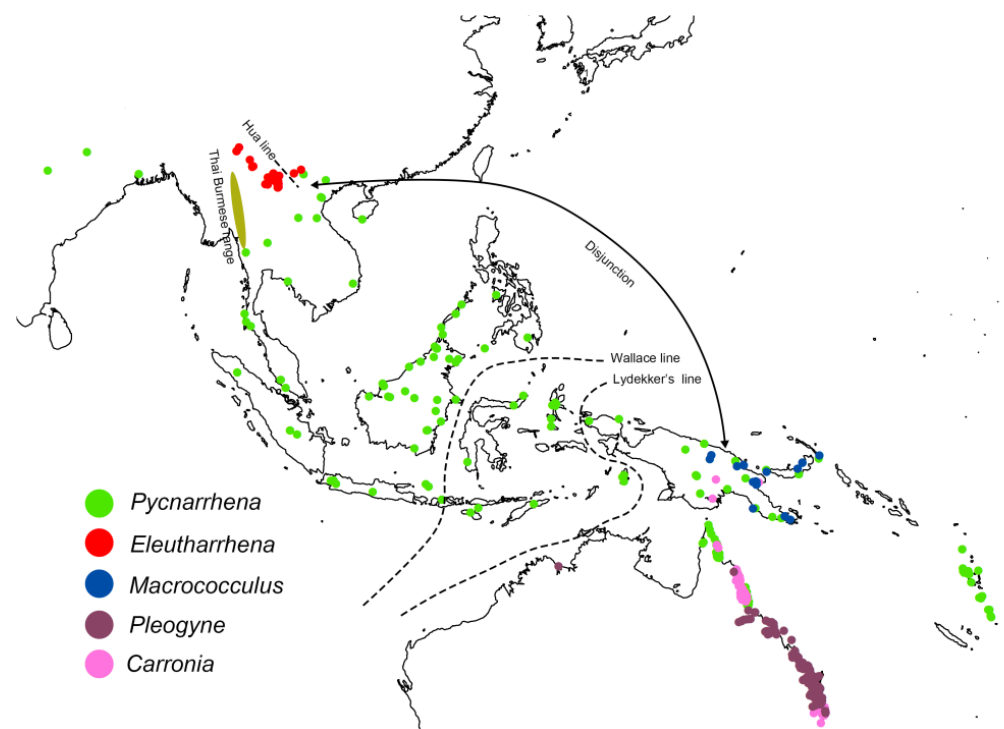 Hua line
Thai Burmese range
Disjunction
Wallace line
Lydekker's line
Pycnarrhena
Eleutharrhena
Macrococculus
Pleogyne
Carronia